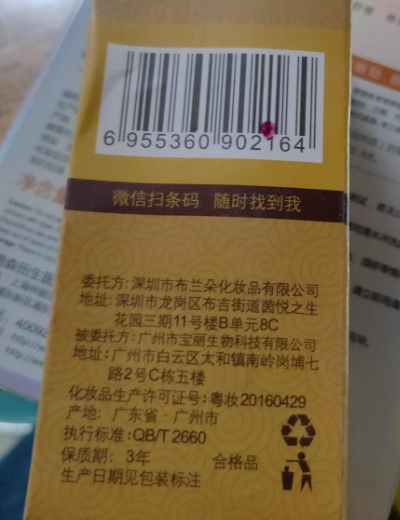 6 955360 902164
微信扫条码 随时找到我
委托方:深圳市布兰朵化妆品有限公司
地址:深圳市龙岗区布吉街道茵悦之生
花园三期11号楼B单元8C
被委托方:广州市宝丽生物科技有限公司
地址:广州市白云区太和镇南岭岗埔七
路2号C栋五楼
化妆品生产许可证号:粤妆20160429
产地:广东省·广州市
执行标准:QB/T 2660
保质期:3年 合格品
生产日期见包装标注
净含量